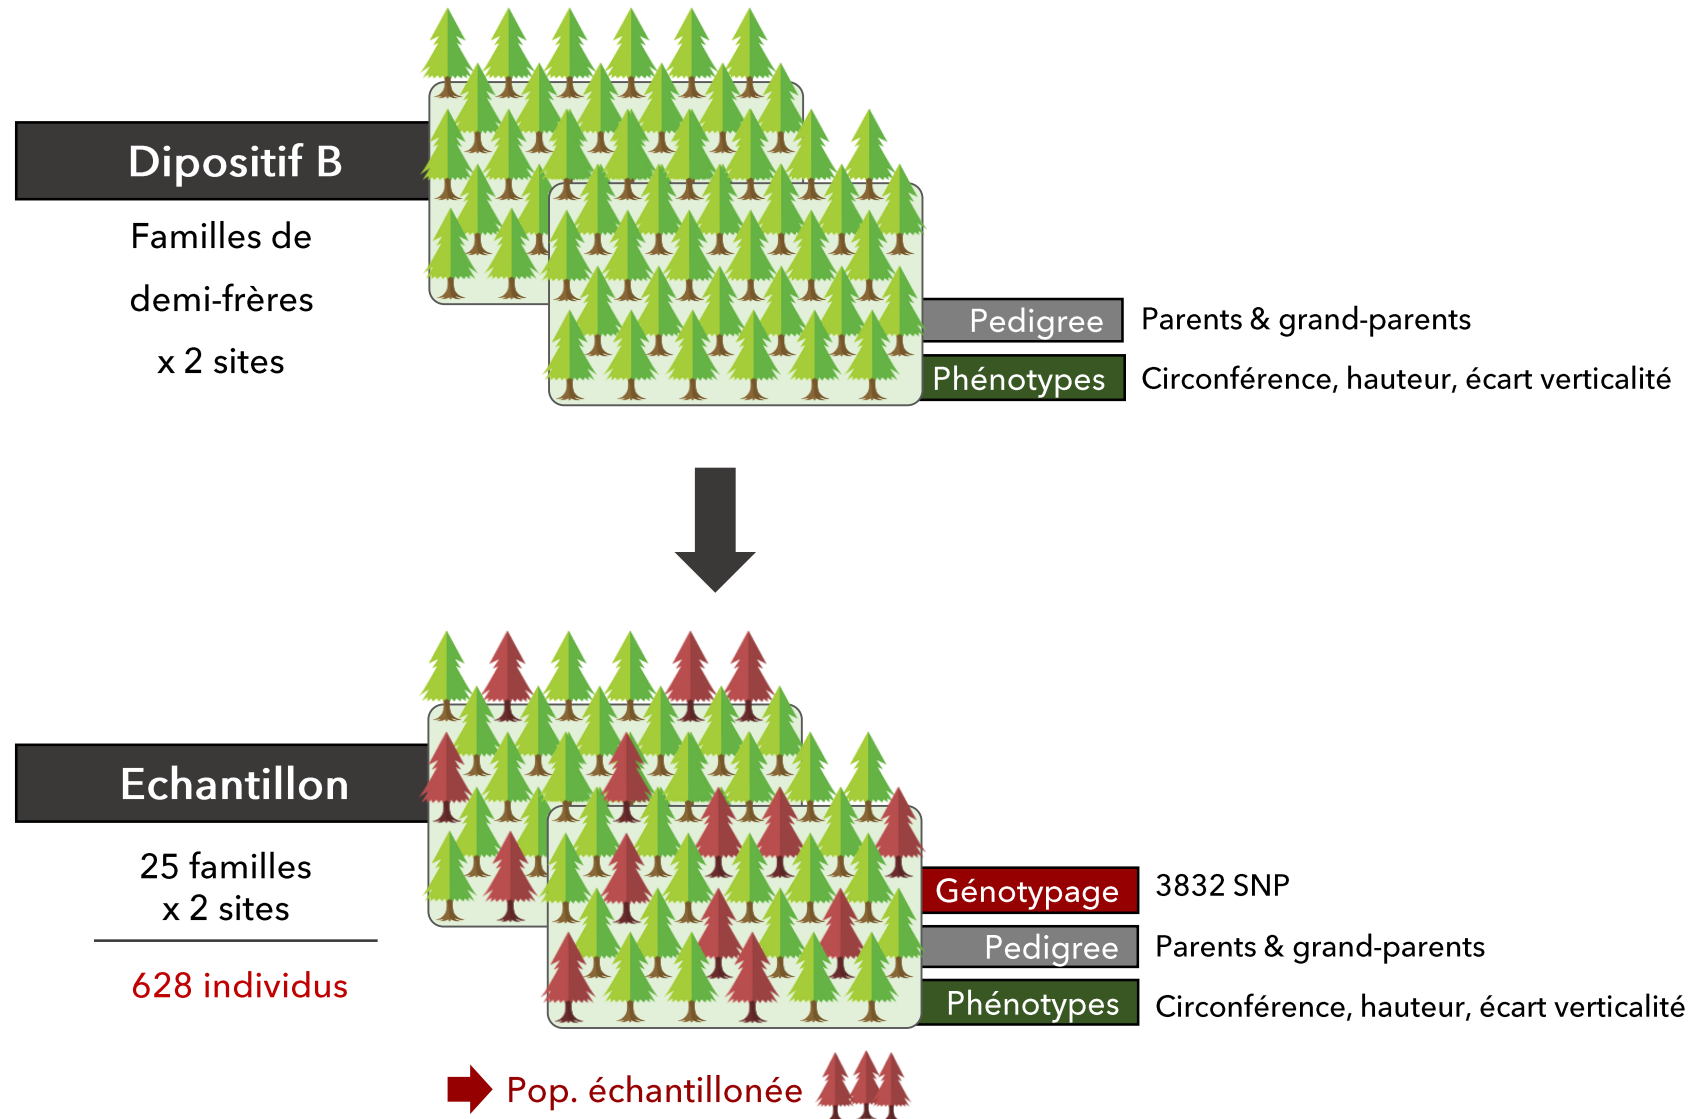 Dipositif B
Familles de
demi-frères
x 2 sites
Pedigree
Parents & grand-parents
Phénotypes
Circonférence, hauteur, écart verticalité
Echantillon
25 familles
x 2 sites
628 individus
Génotypage
3832 SNP
Pedigree
Parents & grand-parents
Phénotypes
Circonférence, hauteur, écart verticalité
Pop. échantillonée